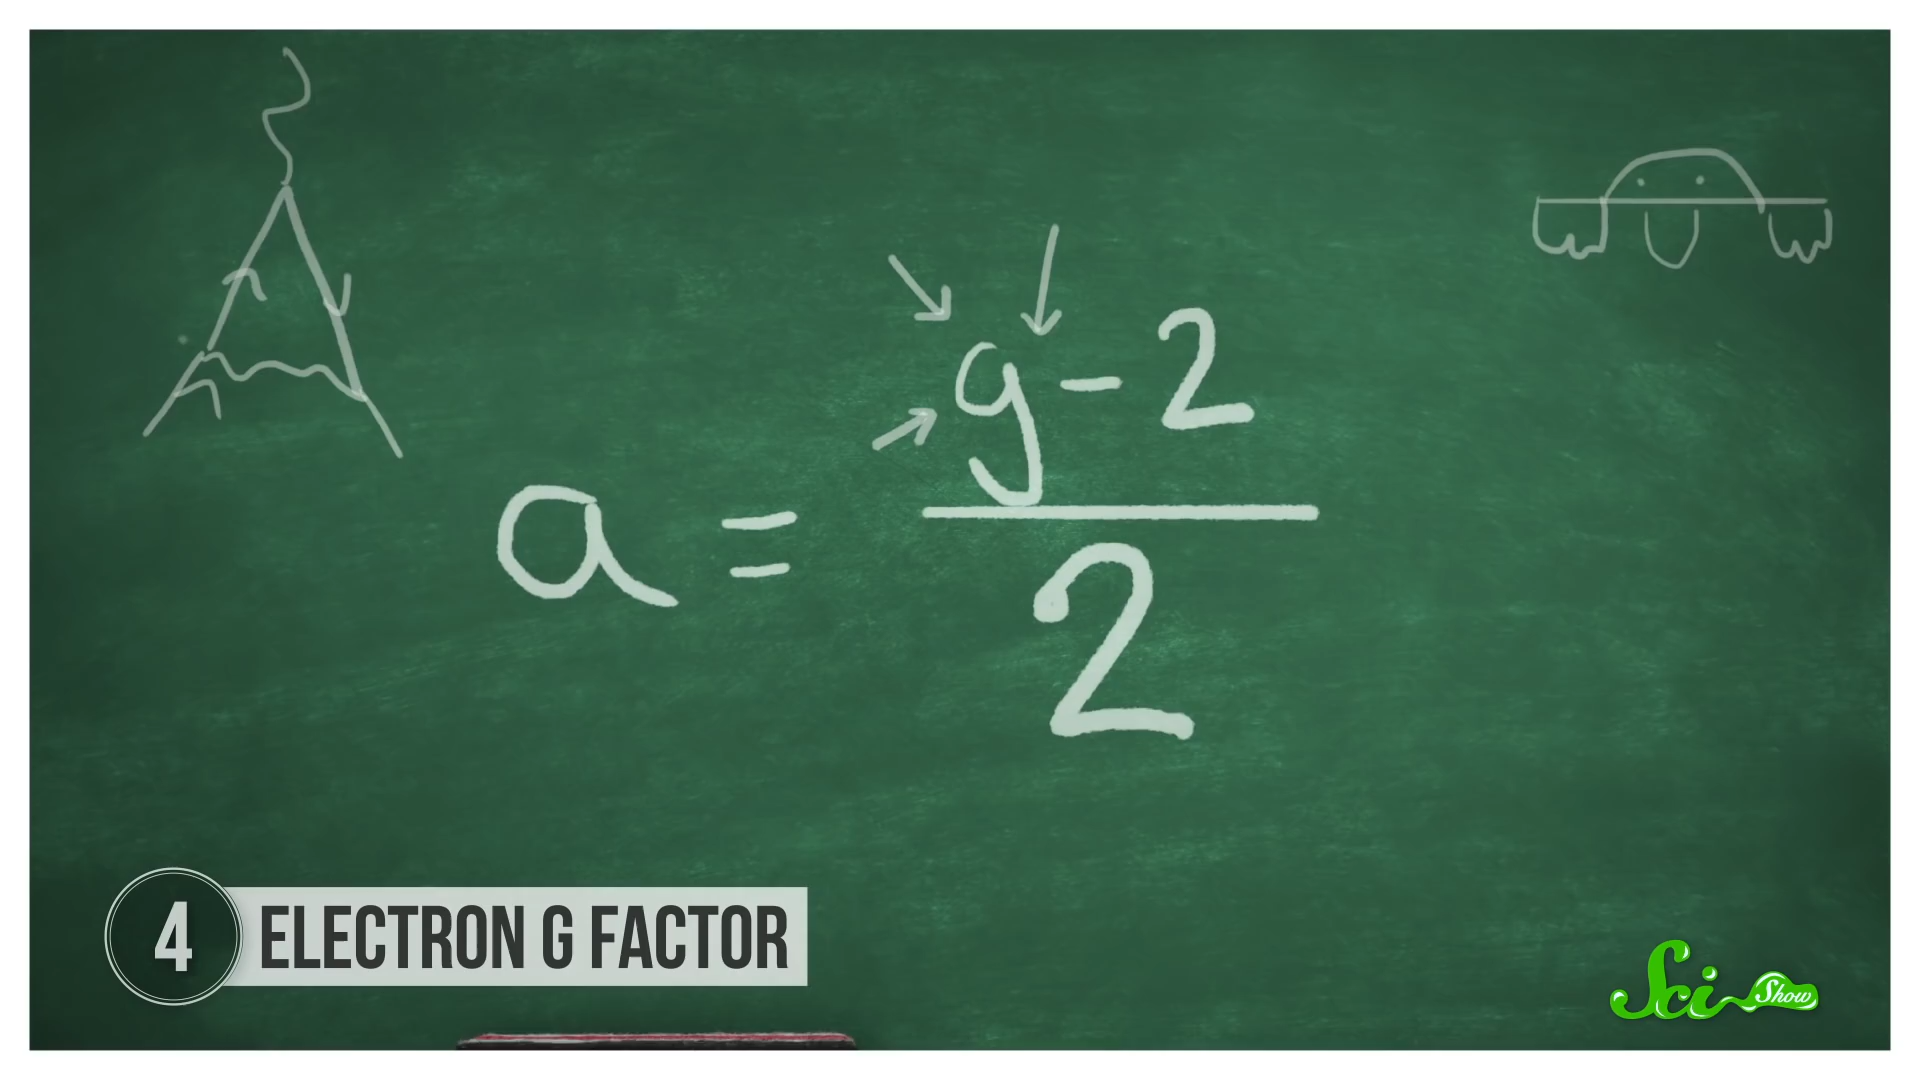 g - 2
a =
2
4 ELECTRON G FACTOR
Sci Show